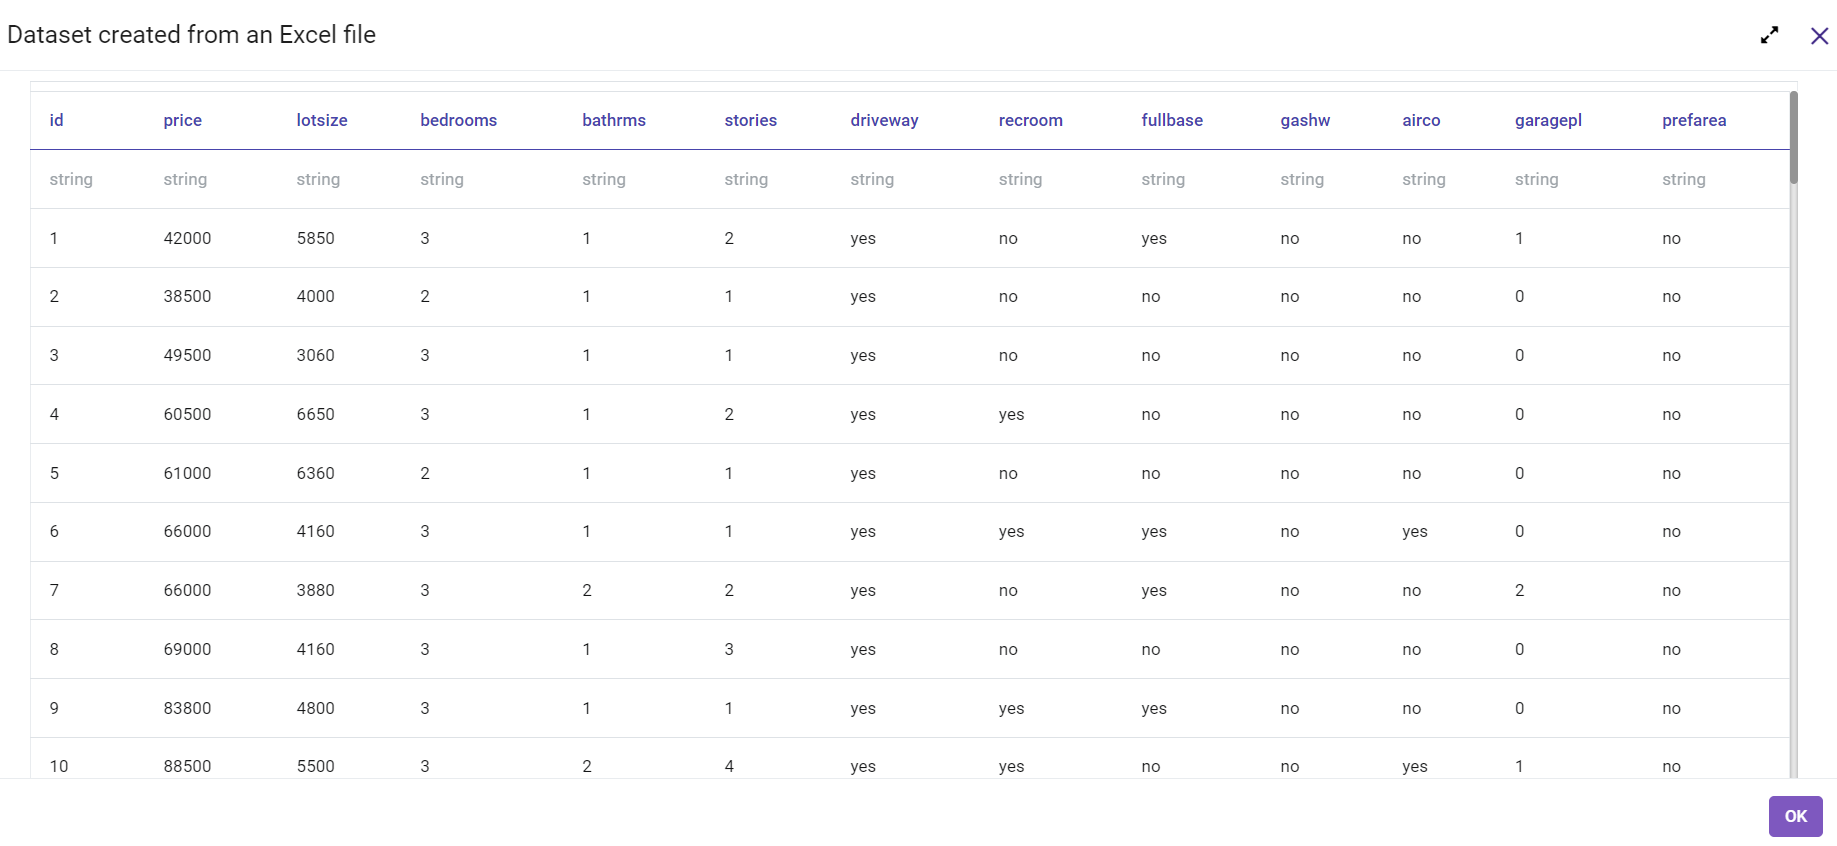 Dataset created from an Excel file
id price lotsize bedrooms bathrms stories driveway recroom fullbase gashw airco garagepl prefarea
string string string string string string string string string string string string string
1 42000 5850 3 1 2 yes no yes no no 1 no
2 38500 4000 2 1 1 yes no no no no 0 no
3 49500 3060 3 1 1 yes no no no no 0 no
4 60500 6650 3 1 2 yes yes no no no 0 no
5 61000 6360 2 1 1 yes no no no no 0 no
6 66000 4160 3 1 1 yes yes yes no yes 0 no
7 66000 3880 3 2 2 yes no yes no no 2 no
8 69000 4160 3 1 3 yes no no no no 0 no
9 83800 4800 3 1 1 yes yes yes no no 0 no
10 88500 5500 3 2 4 yes yes no no yes 1 no
OK